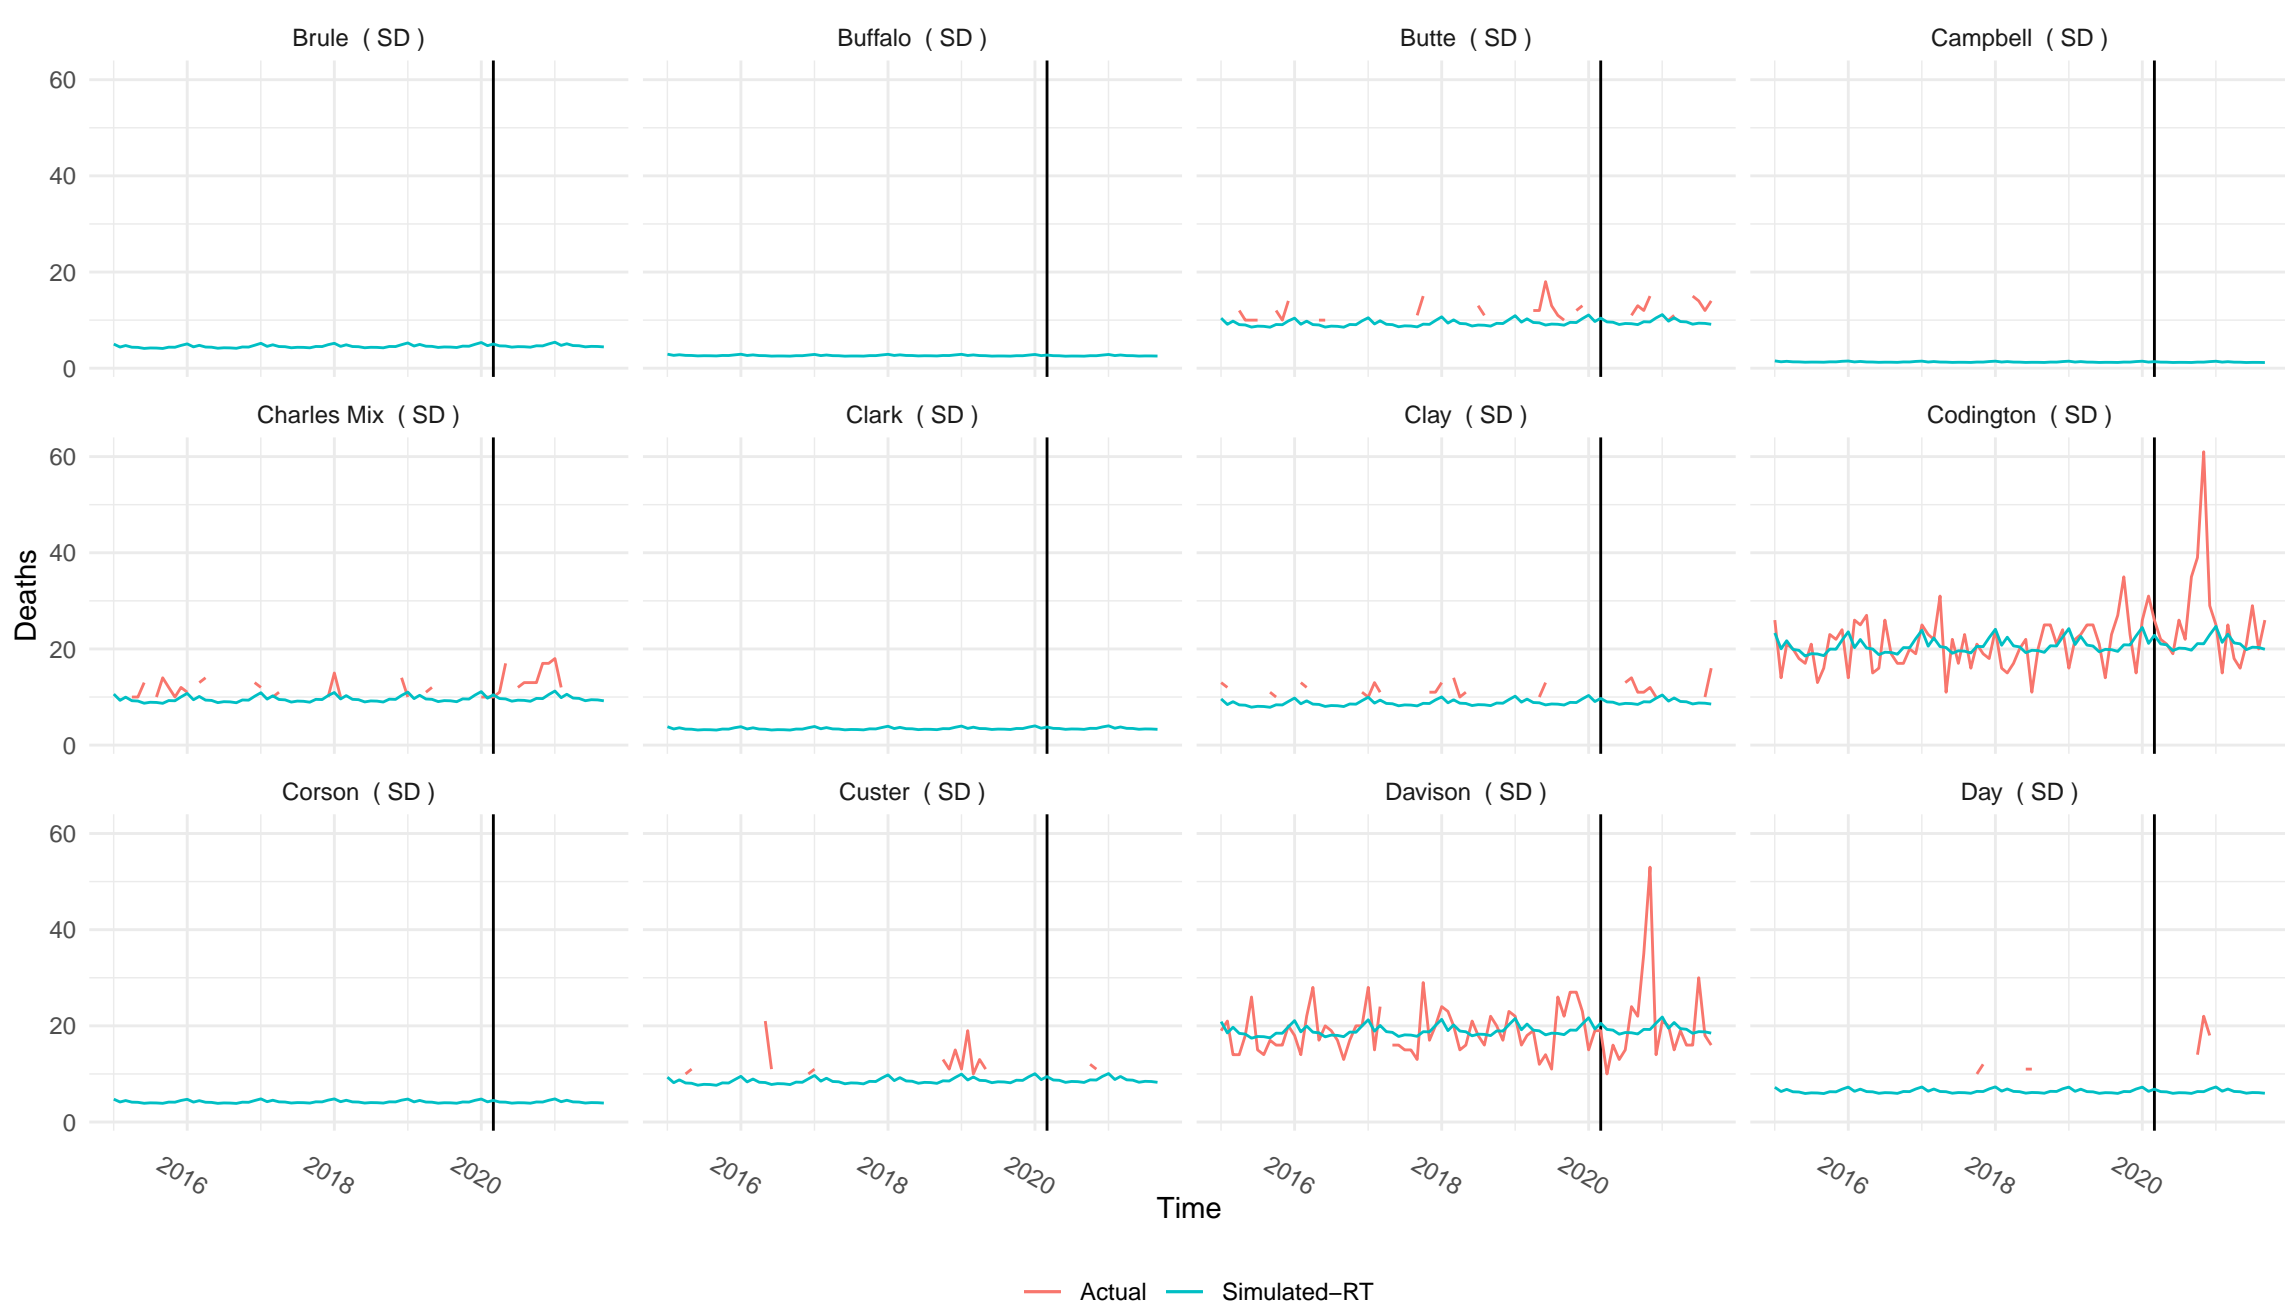 Brule ( SD )
Buffalo ( SD )
Butte ( SD )
Campbell ( SD )
60
40
20
0
Charles Mix ( SD )
Clark ( SD )
Clay ( SD )
Codington ( SD )
60
40
20
0
Deaths
Corson ( SD )
Custer ( SD )
Davison ( SD )
Day ( SD )
60
40
20
0
2016 2018 2020
2016 2018 2020
2016 2018 2020
2016 2018 2020
Time
Actual
Simulated−RT